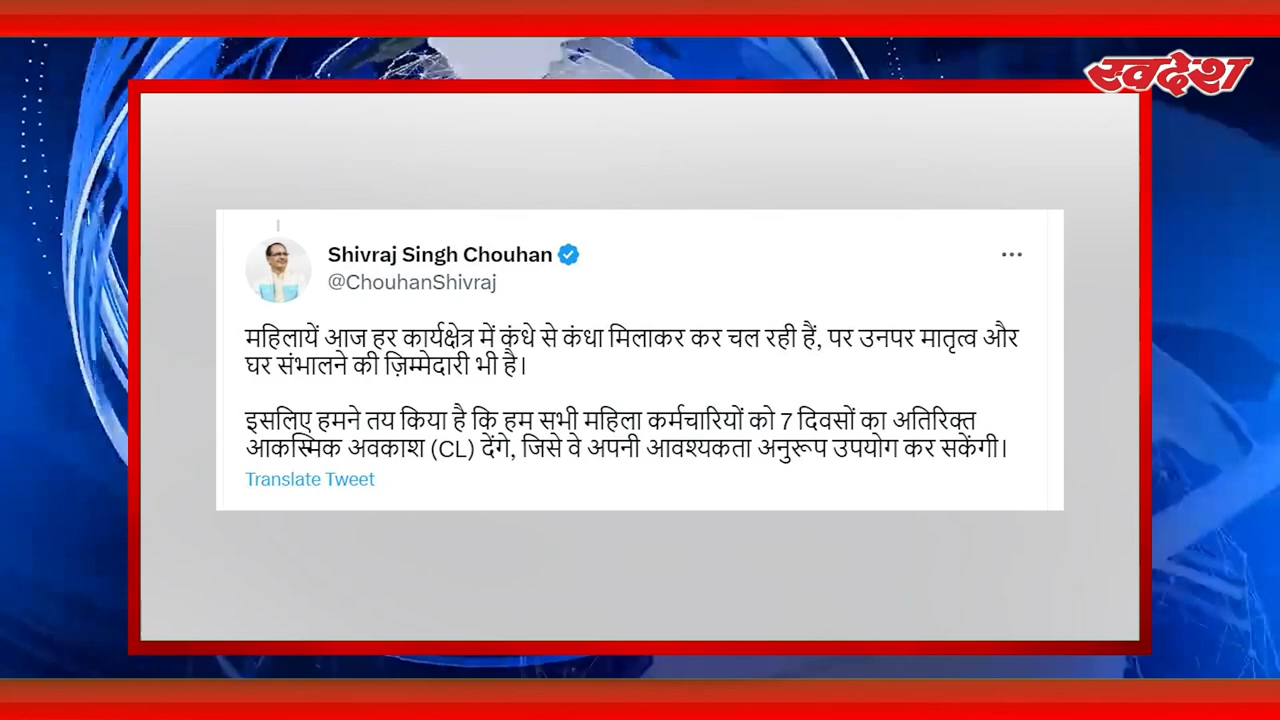 स्वदेश
Shivraj Singh Chouhan
@ChouhanShivraj
महिलायें आज हर कार्यक्षेत्र में कंधे से कंधा मिलाकर कर चल रही हैं, पर उनपर मातृत्व और
घर संभालने की ज़िम्मेदारी भी है।
इसलिए हमने तय किया है कि हम सभी महिला कर्मचारियों को 7 दिवसों का अतिरिक्त
आकस्मिक अवकाश (CL) देंगे, जिसे वे अपनी आवश्यकता अनुरूप उपयोग कर सकेंगी।
Translate Tweet